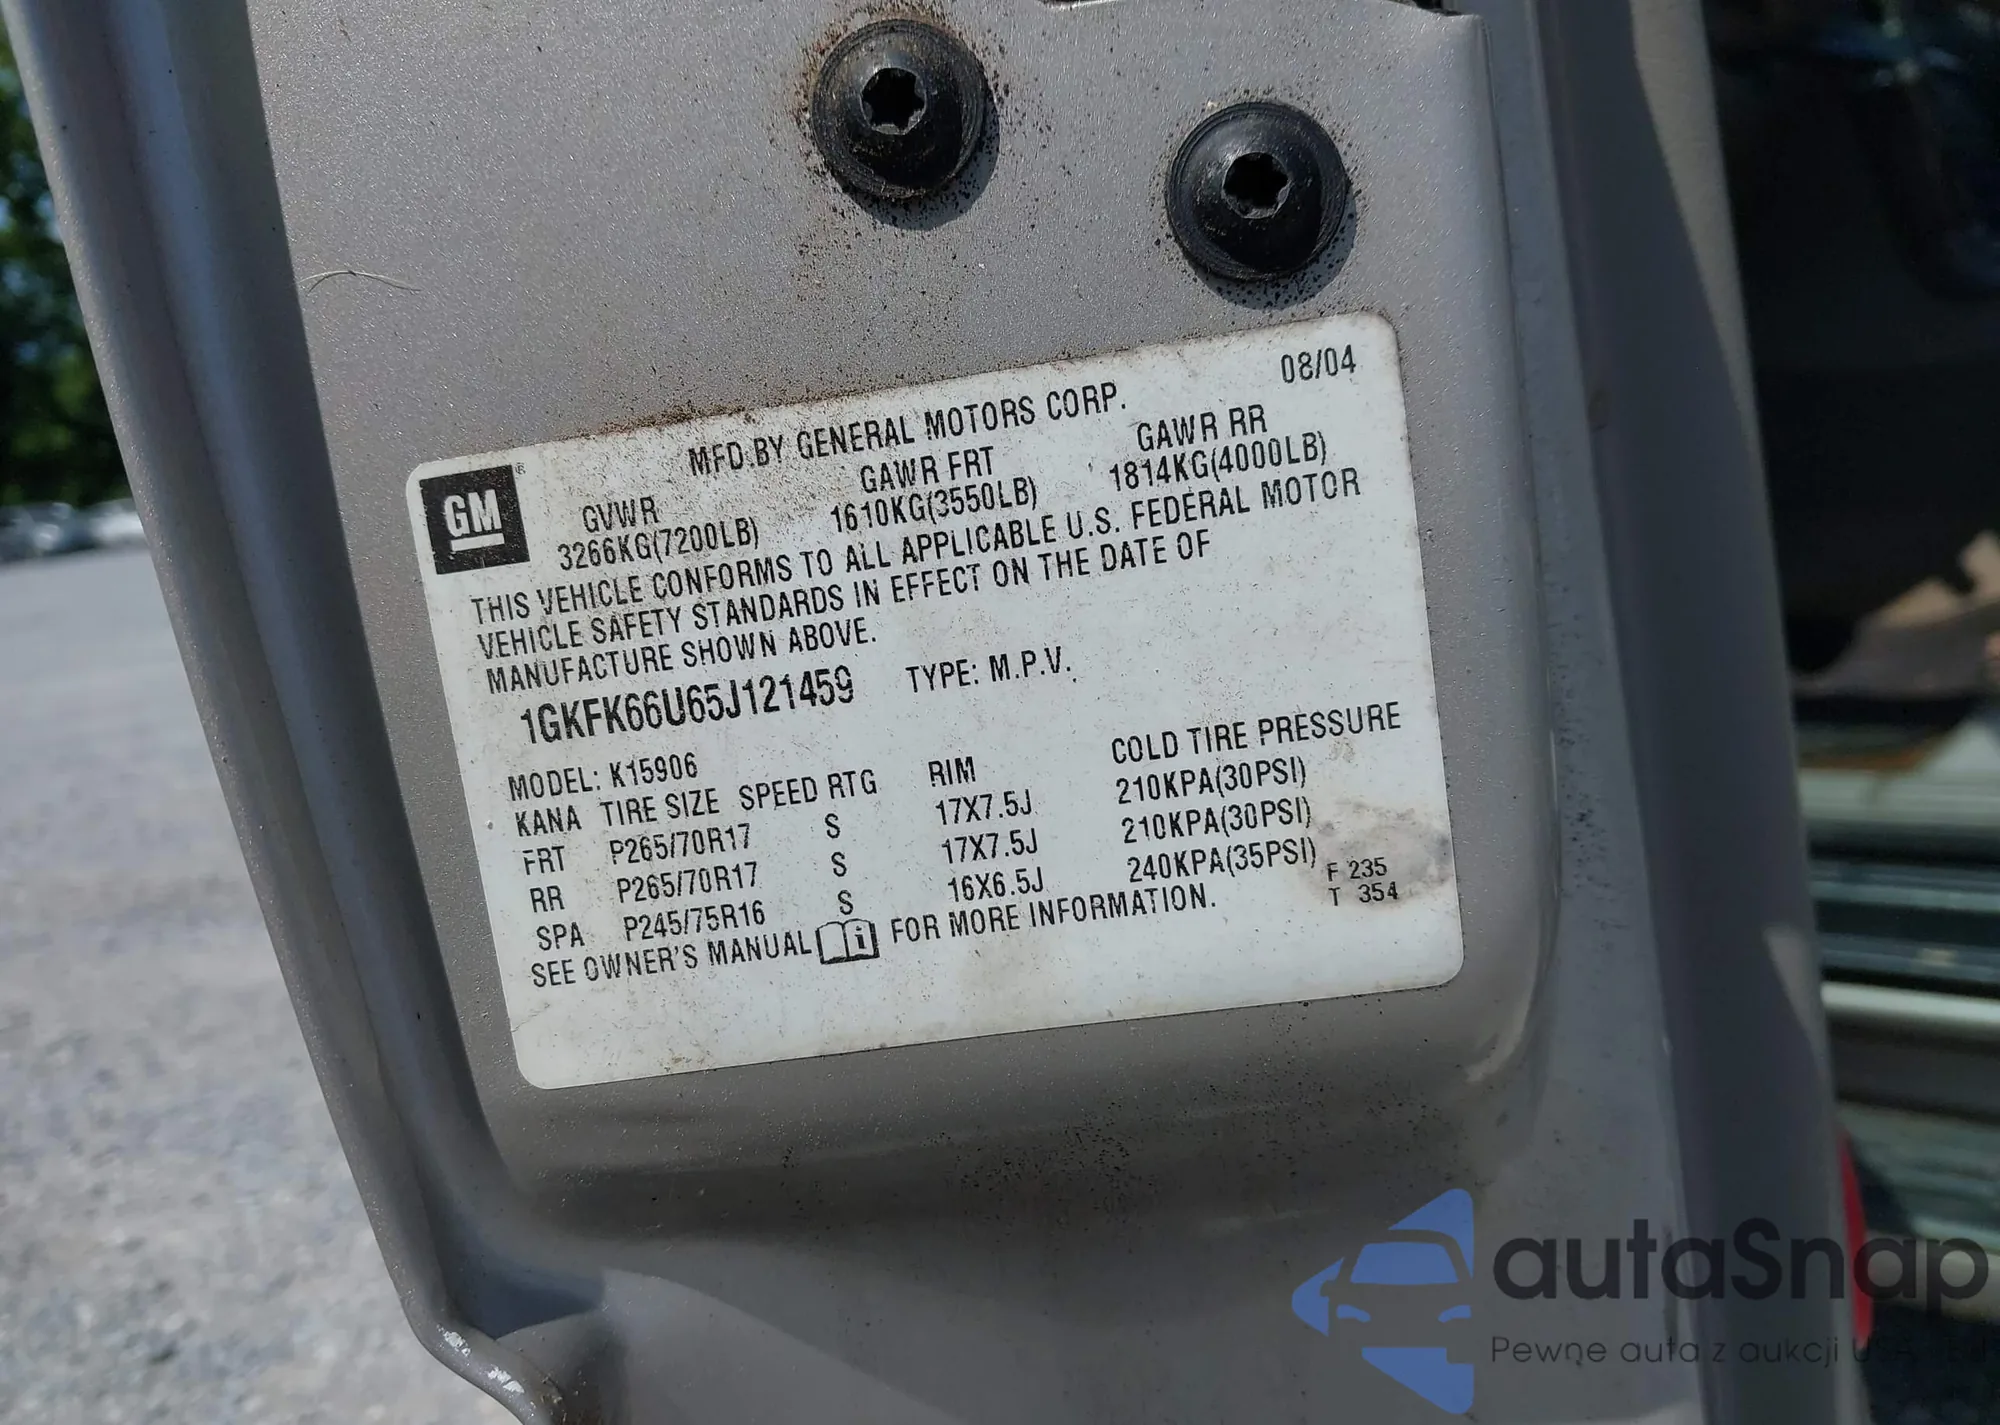 08/04
MFD.BY GENERAL MOTORS CORP.
GM®
GVWR GAWR FRT GAWR RR
3266KG(7200LB) 1610KG(3550LB) 1814KG(4000LB)
THIS VEHICLE CONFORMS TO ALL APPLICABLE U.S. FEDERAL MOTOR
VEHICLE SAFETY STANDARDS IN EFFECT ON THE DATE OF
MANUFACTURE SHOWN ABOVE.
1GKFK66U65J121459 TYPE: M.P.V.
MODEL: K15906
KANA TIRE SIZE SPEED RTG RIM COLD TIRE PRESSURE
FRT P265/70R17 S 17X7.5J 210KPA(30PSI)
RR P265/70R17 S 17X7.5J 210KPA(30PSI)
SPA P245/75R16 S 16X6.5J 240KPA(35PSI)
SEE OWNER'S MANUAL FOR MORE INFORMATION.
F 235
T 354
autaSnap
Pewne auta z aukcji USA